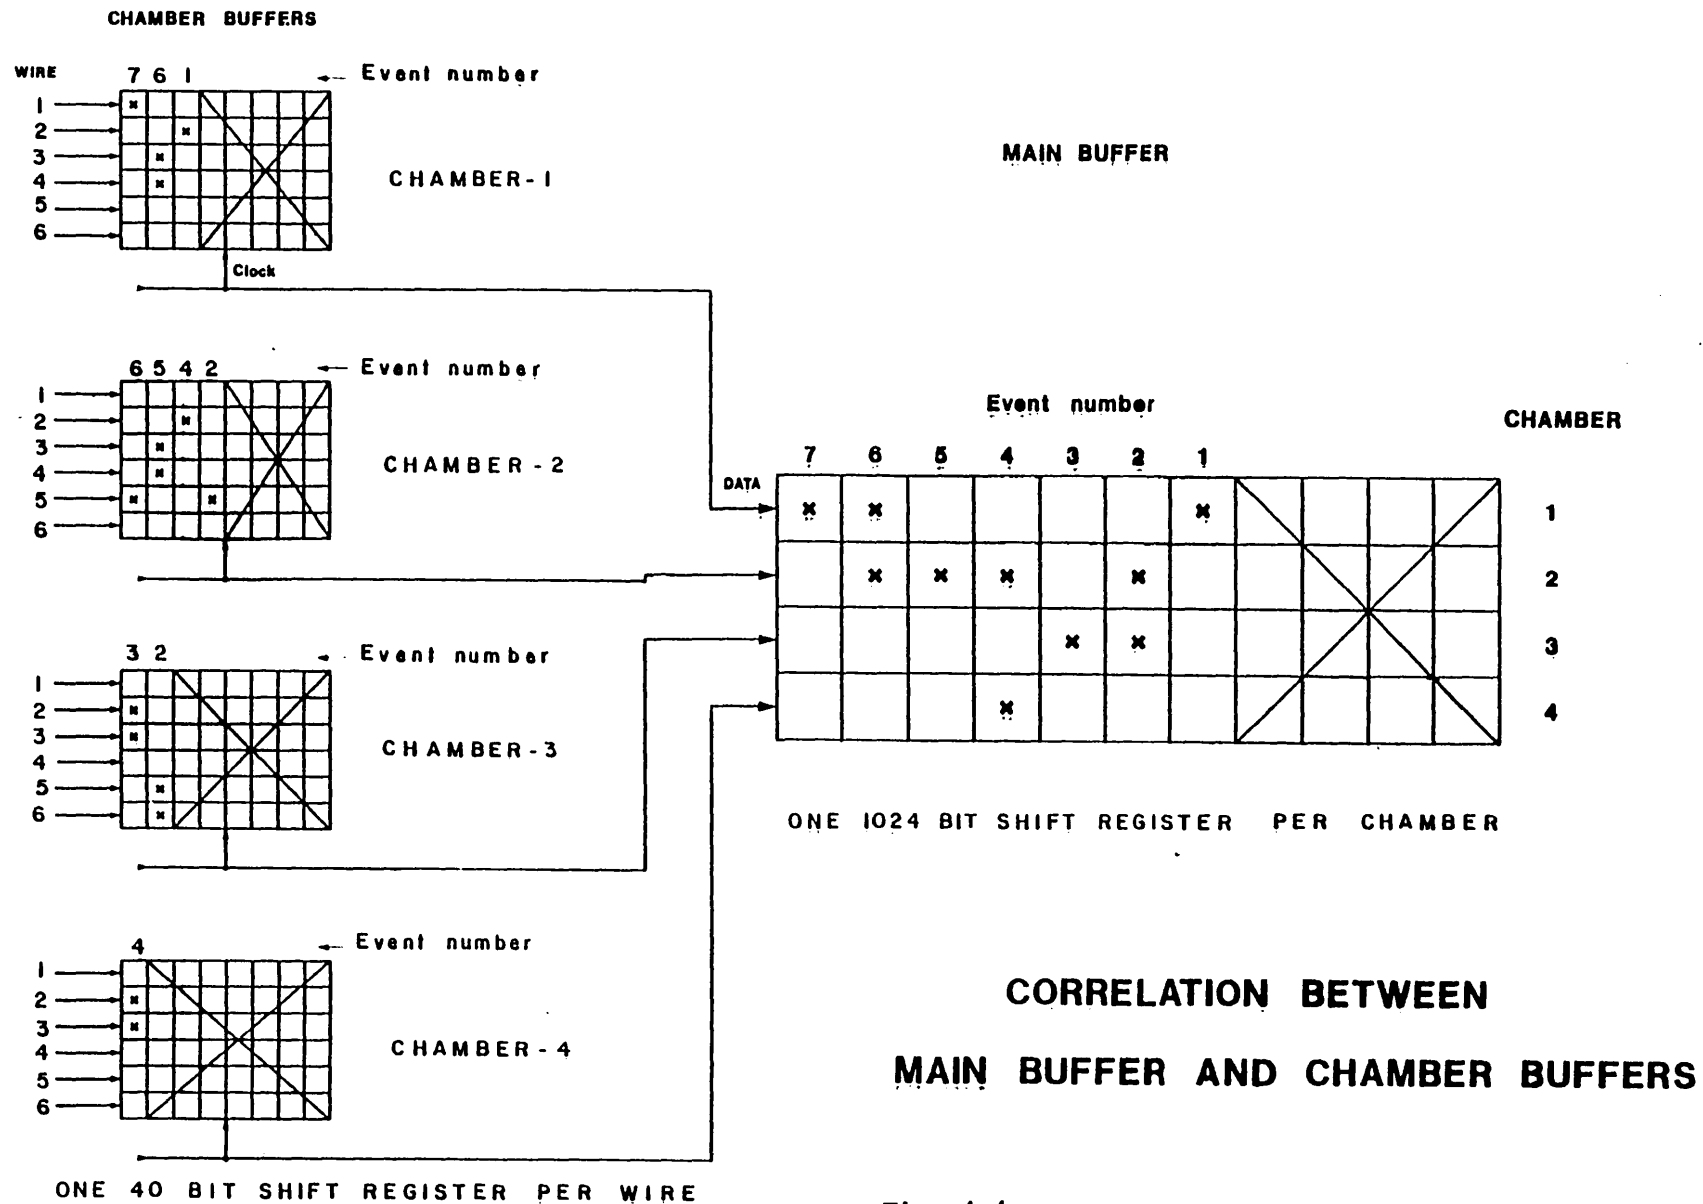 CHAMBER BUFFERS
WIRE
7 6 1
← Event number
1
2
3
4
5
6
CHAMBER-1
Clock
6 5 4 2
← Event number
1
2
3
4
5
6
CHAMBER-2
3 2
← Event number
1
2
3
4
5
6
CHAMBER-3
4
← Event number
1
2
3
4
5
6
CHAMBER-4
ONE 40 BIT SHIFT REGISTER PER WIRE
MAIN BUFFER
Event number
CHAMBER
7 6 5 4 3 2 1
DATA
1
2
3
4
ONE 1024 BIT SHIFT REGISTER PER CHAMBER
CORRELATION BETWEEN
MAIN BUFFER AND CHAMBER BUFFERS